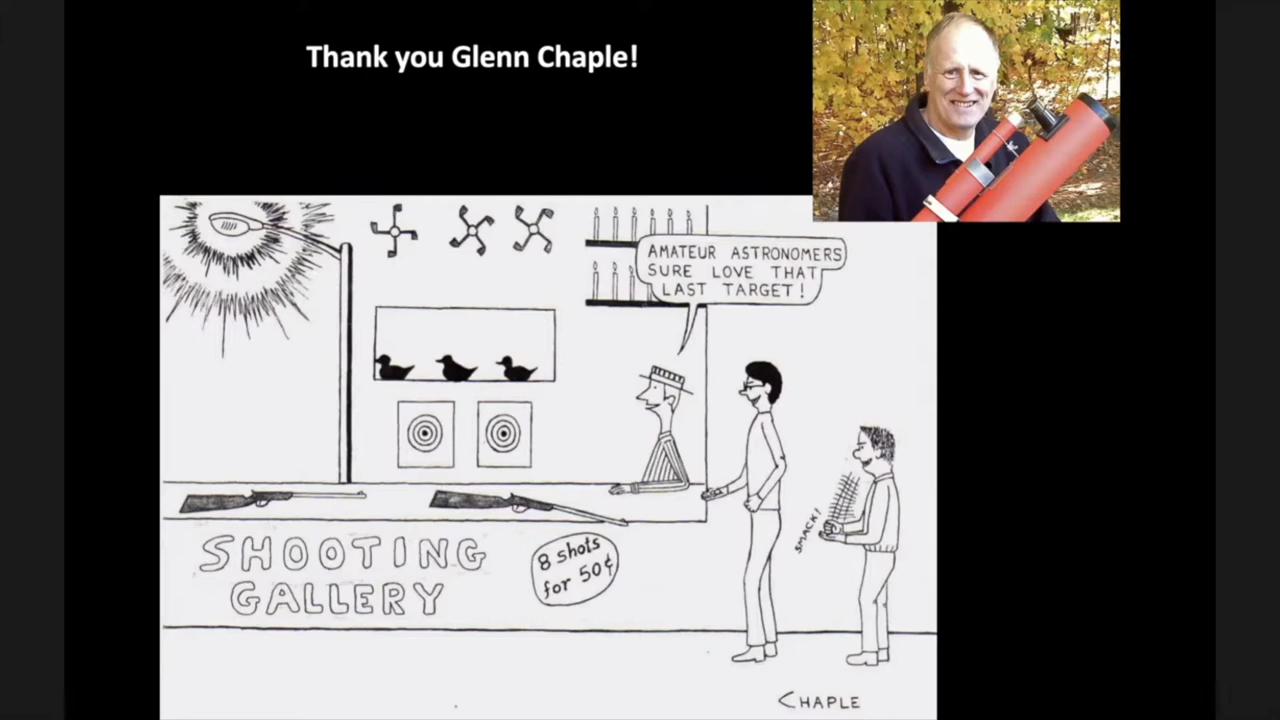 Thank you Glenn Chaple!
AMATEUR ASTRONOMERS
SURE LOVE THAT
LAST TARGET!
SMACK!
SHOOTING
GALLERY
8 shots
for 50¢
CHAPLE